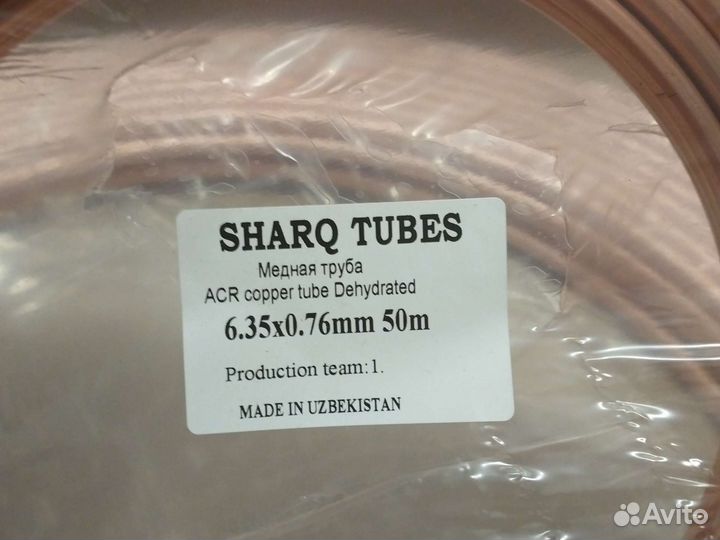 SHARQ TUBES
Медная труба
ACR copper tube Dehydrated
6.35x0.76mm 50m
Production team:1.
MADE IN UZBEKISTAN
Avito